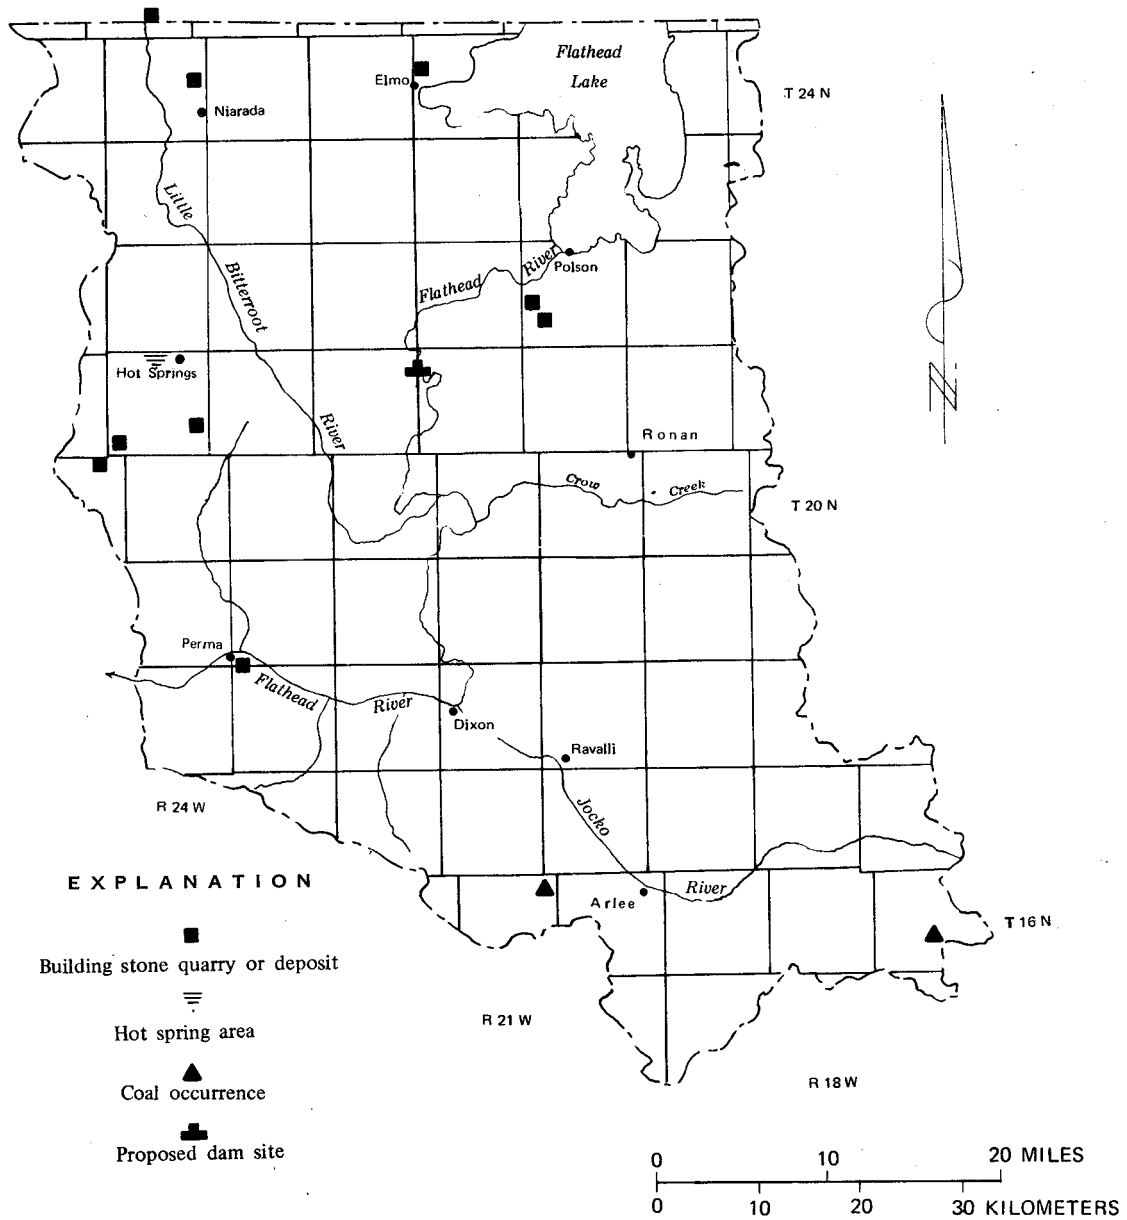 Flathead
Lake
Elmo
T 24 N
Niarada
Little
Bitterroot
River
Flathead
River
Polson
Hot Springs
N
Ronan
Crow
Creek
T 20 N
Perma
Flathead
River
Dixon
Ravalli
R 24 W
Jocko
River
Arlee
T 16 N
EXPLANATION
Building stone quarry or deposit
Hot spring area
Coal occurrence
Proposed dam site
R 21 W
R 18 W
0 10 20 MILES
0 10 20 30 KILOMETERS